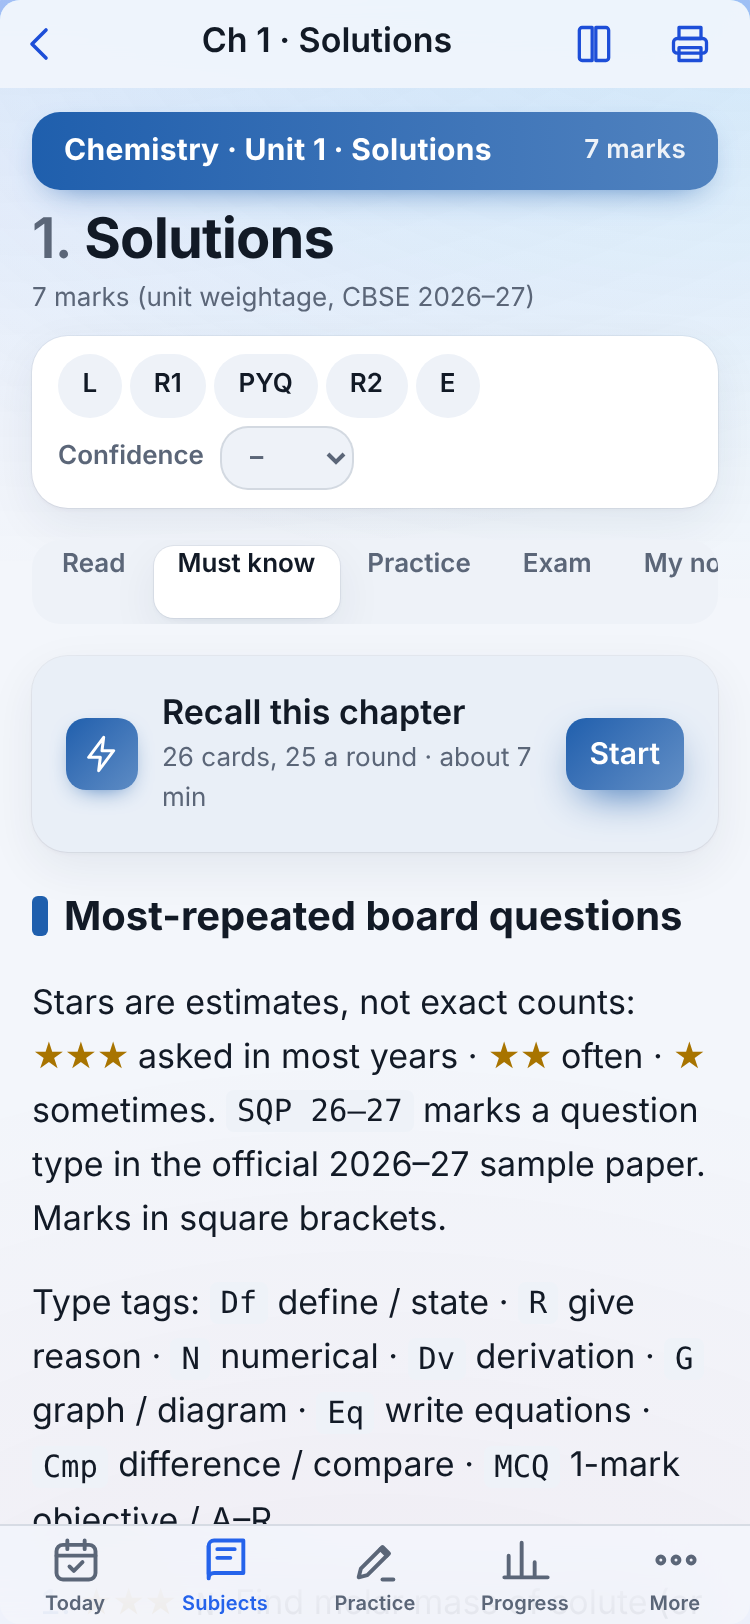 Ch 1 · Solutions
Chemistry · Unit 1 · Solutions 7 marks
1. Solutions
7 marks (unit weightage, CBSE 2026–27)
L R1 PYQ R2 E
Confidence –
Read Must know Practice Exam My no
Recall this chapter
26 cards, 25 a round · about 7
min
Start
Most-repeated board questions
Stars are estimates, not exact counts:
★★★ asked in most years · ★★ often · ★
sometimes. SQP 26–27 marks a question
type in the official 2026–27 sample paper.
Marks in square brackets.
Type tags: Df define / state · R give
reason · N numerical · Dv derivation · G
graph / diagram · Eq write equations ·
Cmp difference / compare · MCQ 1-mark
objective / A–R
Today Subjects Practice Progress More